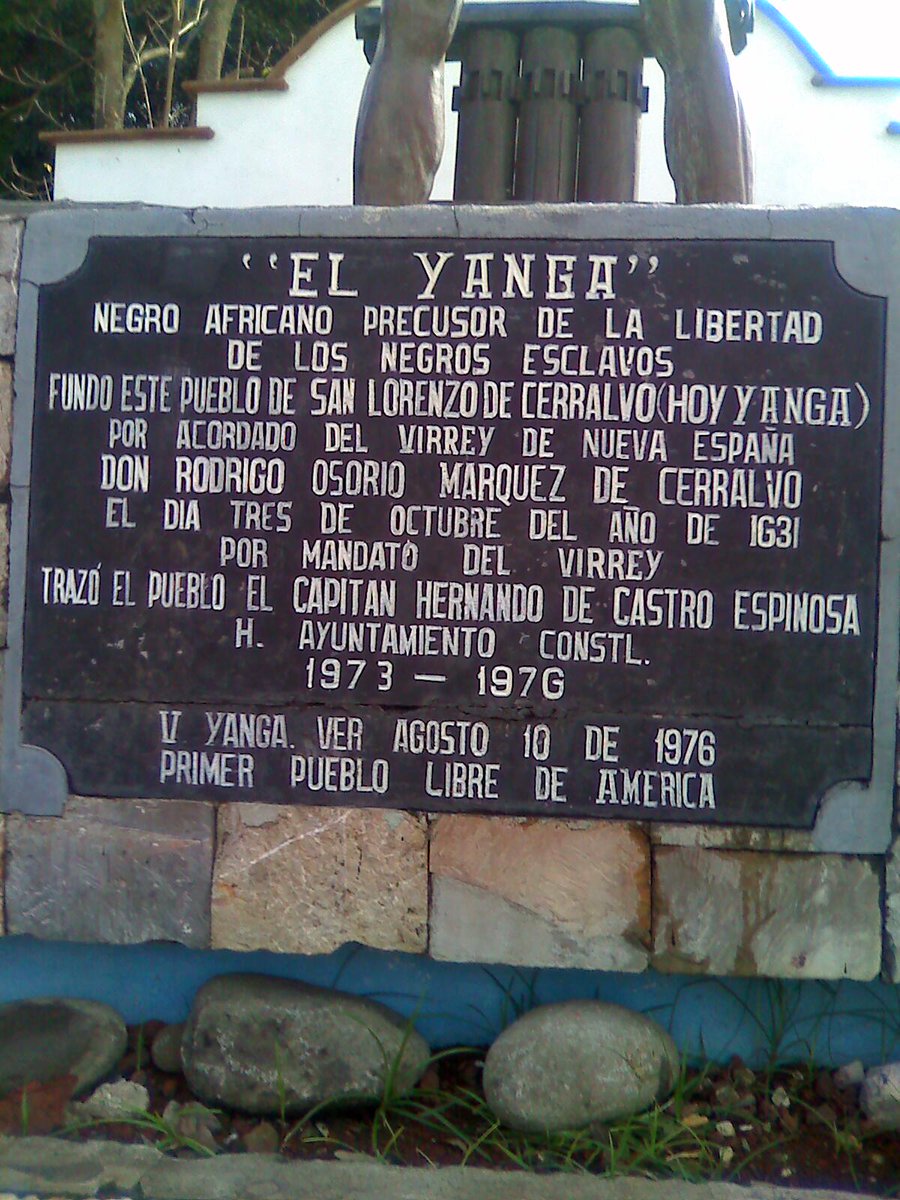 “EL YANGA”
NEGRO AFRICANO PRECUSOR DE LA LIBERTAD
DE LOS NEGROS ESCLAVOS
FUNDO ESTE PUEBLO DE SAN LORENZO DE CERRALVO (HOY YANGA)
POR ACORDADO DEL VIRREY DE NUEVA ESPAÑA
DON RODRIGO OSORIO MARQUEZ DE CERRALVO
EL DIA TRES DE OCTUBRE DEL AÑO DE 1631
POR MANDATO DEL VIRREY
TRAZÓ EL PUEBLO EL CAPITAN HERNANDO DE CASTRO ESPINOSA
H. AYUNTAMIENTO CONSTL.
1973 — 1976
V YANGA. VER AGOSTO 10 DE 1976
PRIMER PUEBLO LIBRE DE AMERICA